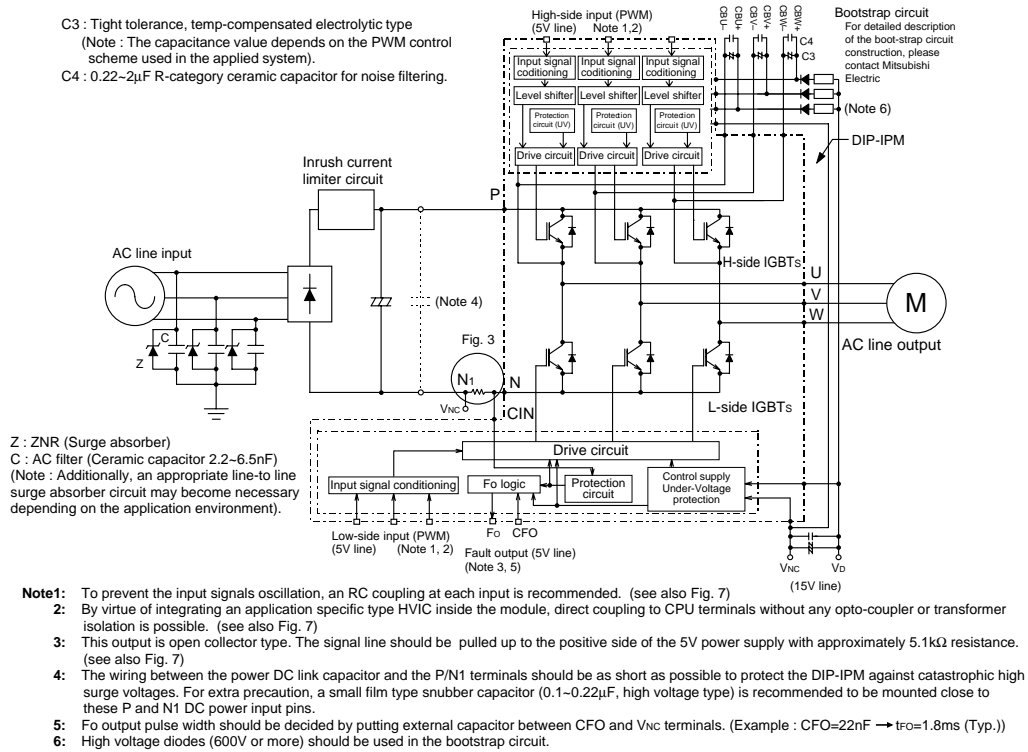 C3 : Tight tolerance, temp-compensated electrolytic type
(Note : The capacitance value depends on the PWM control
scheme used in the applied system).
C4 : 0.22~2μF R-category ceramic capacitor for noise filtering.
High-side input (PWM)
(5V line) Note 1,2)
CBU–
CBU+
CBV–
CBV+
CBW–
CBW+
C4
C3
Bootstrap circuit
For detailed description
of the boot-strap circuit
construction, please
contact Mitsubishi
Electric
(Note 6)
DIP-IPM
Input signal
coditioning
Input signal
coditioning
Input signal
conditioning
Level shifter
Level shifter
Level shifter
Protection
circuit (UV)
Protection
circuit (UV)
Protection
circuit (UV)
Drive circuit
Drive circuit
Drive circuit
Inrush current
limiter circuit
P
AC line input
H-side IGBTS
U
V
W
M
AC line output
(Note 4)
C
Z
Fig. 3
N1
N
VNC
CIN
L-side IGBTS
Z : ZNR (Surge absorber)
C : AC filter (Ceramic capacitor 2.2~6.5nF)
(Note : Additionally, an appropriate line-to line
surge absorber circuit may become necessary
depending on the application environment).
Drive circuit
Input signal conditioning
Fo logic
Protection
circuit
Control supply
Under-Voltage
protection
Low-side input (PWM)
(5V line) (Note 1, 2)
FO
CFO
Fault output (5V line)
(Note 3, 5)
VNC
VD
(15V line)
Note1: To prevent the input signals oscillation, an RC coupling at each input is recommended. (see also Fig. 7)
2: By virtue of integrating an application specific type HVIC inside the module, direct coupling to CPU terminals without any opto-coupler or transformer
isolation is possible. (see also Fig. 7)
3: This output is open collector type. The signal line should be pulled up to the positive side of the 5V power supply with approximately 5.1kΩ resistance.
(see also Fig. 7)
4: The wiring between the power DC link capacitor and the P/N1 terminals should be as short as possible to protect the DIP-IPM against catastrophic high
surge voltages. For extra precaution, a small film type snubber capacitor (0.1~0.22μF, high voltage type) is recommended to be mounted close to
these P and N1 DC power input pins.
5: Fo output pulse width should be decided by putting external capacitor between CFO and VNC terminals. (Example : CFO=22nF → tFO=1.8ms (Typ.))
6: High voltage diodes (600V or more) should be used in the bootstrap circuit.